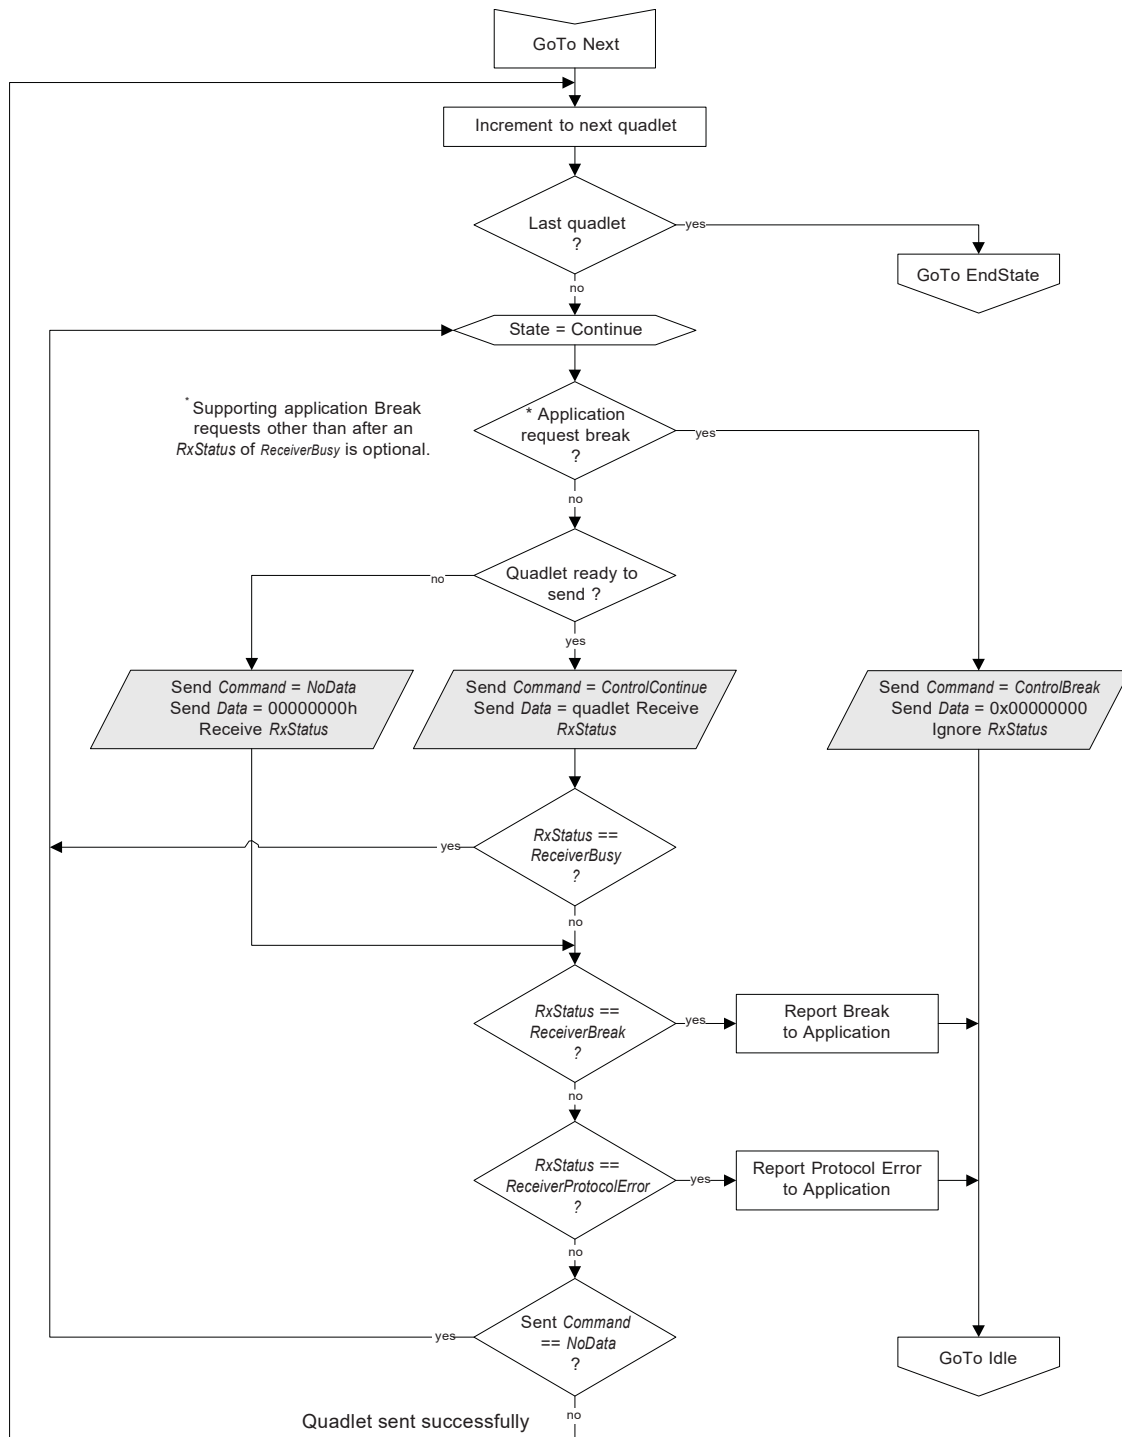 GoTo Next
Increment to next quadlet
Last quadlet
?
yes
GoTo EndState
no
State = Continue
* Supporting application Break
requests other than after an
RxStatus of ReceiverBusy is optional.
* Application
request break
?
yes
no
Quadlet ready to
send ?
no
yes
Send Command = NoData
Send Data = 00000000h
Receive RxStatus
Send Command = ControlContinue
Send Data = quadlet Receive
RxStatus
Send Command = ControlBreak
Send Data = 0x00000000
Ignore RxStatus
RxStatus ==
ReceiverBusy
?
yes
no
RxStatus ==
ReceiverBreak
?
yes
Report Break
to Application
no
RxStatus ==
ReceiverProtocolError
?
yes
Report Protocol Error
to Application
no
Sent Command
== NoData
?
yes
GoTo Idle
no
Quadlet sent successfully